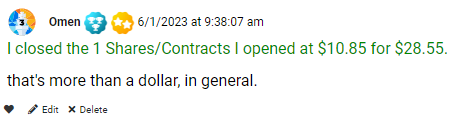 3 Omen 6/1/2023 at 9:38:07 am
I closed the 1 Shares/Contracts I opened at $10.85 for $28.55.
that's more than a dollar, in general.
Edit Delete